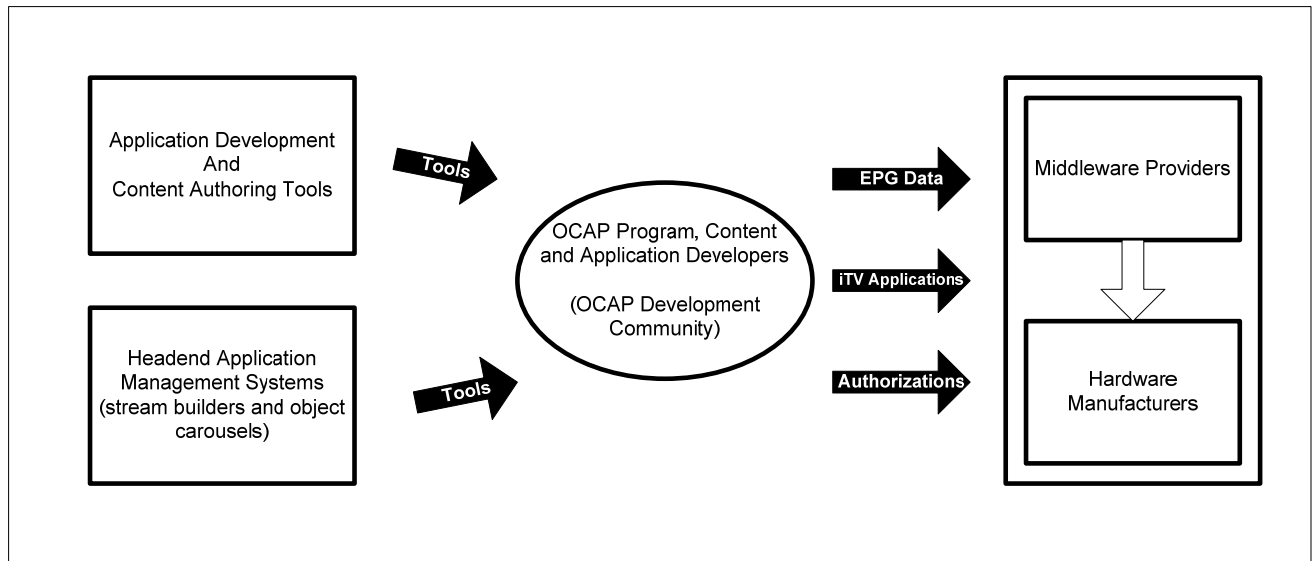 Application Development
And
Content Authoring Tools
Tools
Headend Application
Management Systems
(stream builders and object
carousels)
Tools
OCAP Program, Content
and Application Developers
(OCAP Development
Community)
EPG Data
iTV Applications
Authorizations
Middleware Providers
Hardware
Manufacturers